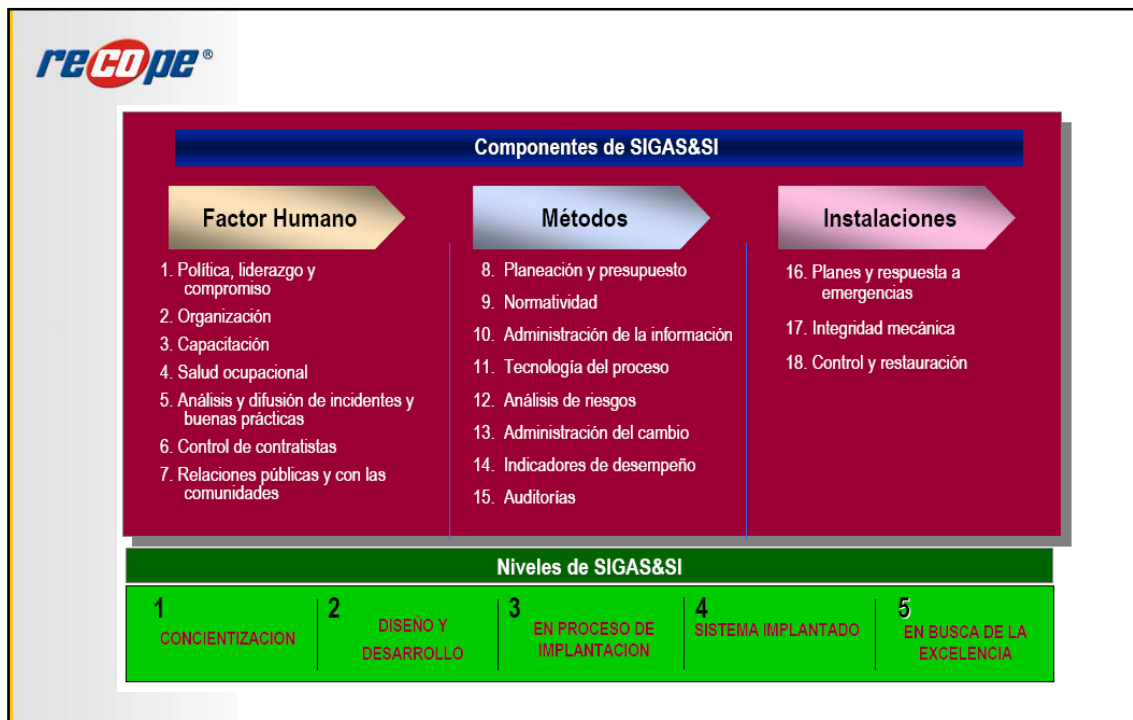 recope®
Componentes de SIGAS&SI
Factor Humano
1. Política, liderazgo y
compromiso
2. Organización
3. Capacitación
4. Salud ocupacional
5. Análisis y difusión de incidentes y
buenas prácticas
6. Control de contratistas
7. Relaciones públicas y con las
comunidades
Métodos
8. Planeación y presupuesto
9. Normatividad
10. Administración de la información
11. Tecnología del proceso
12. Análisis de riesgos
13. Administración del cambio
14. Indicadores de desempeño
15. Auditorías
Instalaciones
16. Planes y respuesta a
emergencias
17. Integridad mecánica
18. Control y restauración
Niveles de SIGAS&SI
1
CONCIENTIZACION
2
DISEÑO Y
DESARROLLO
3
EN PROCESO DE
IMPLANTACION
4
SISTEMA IMPLANTADO
5
EN BUSCA DE LA
EXCELENCIA